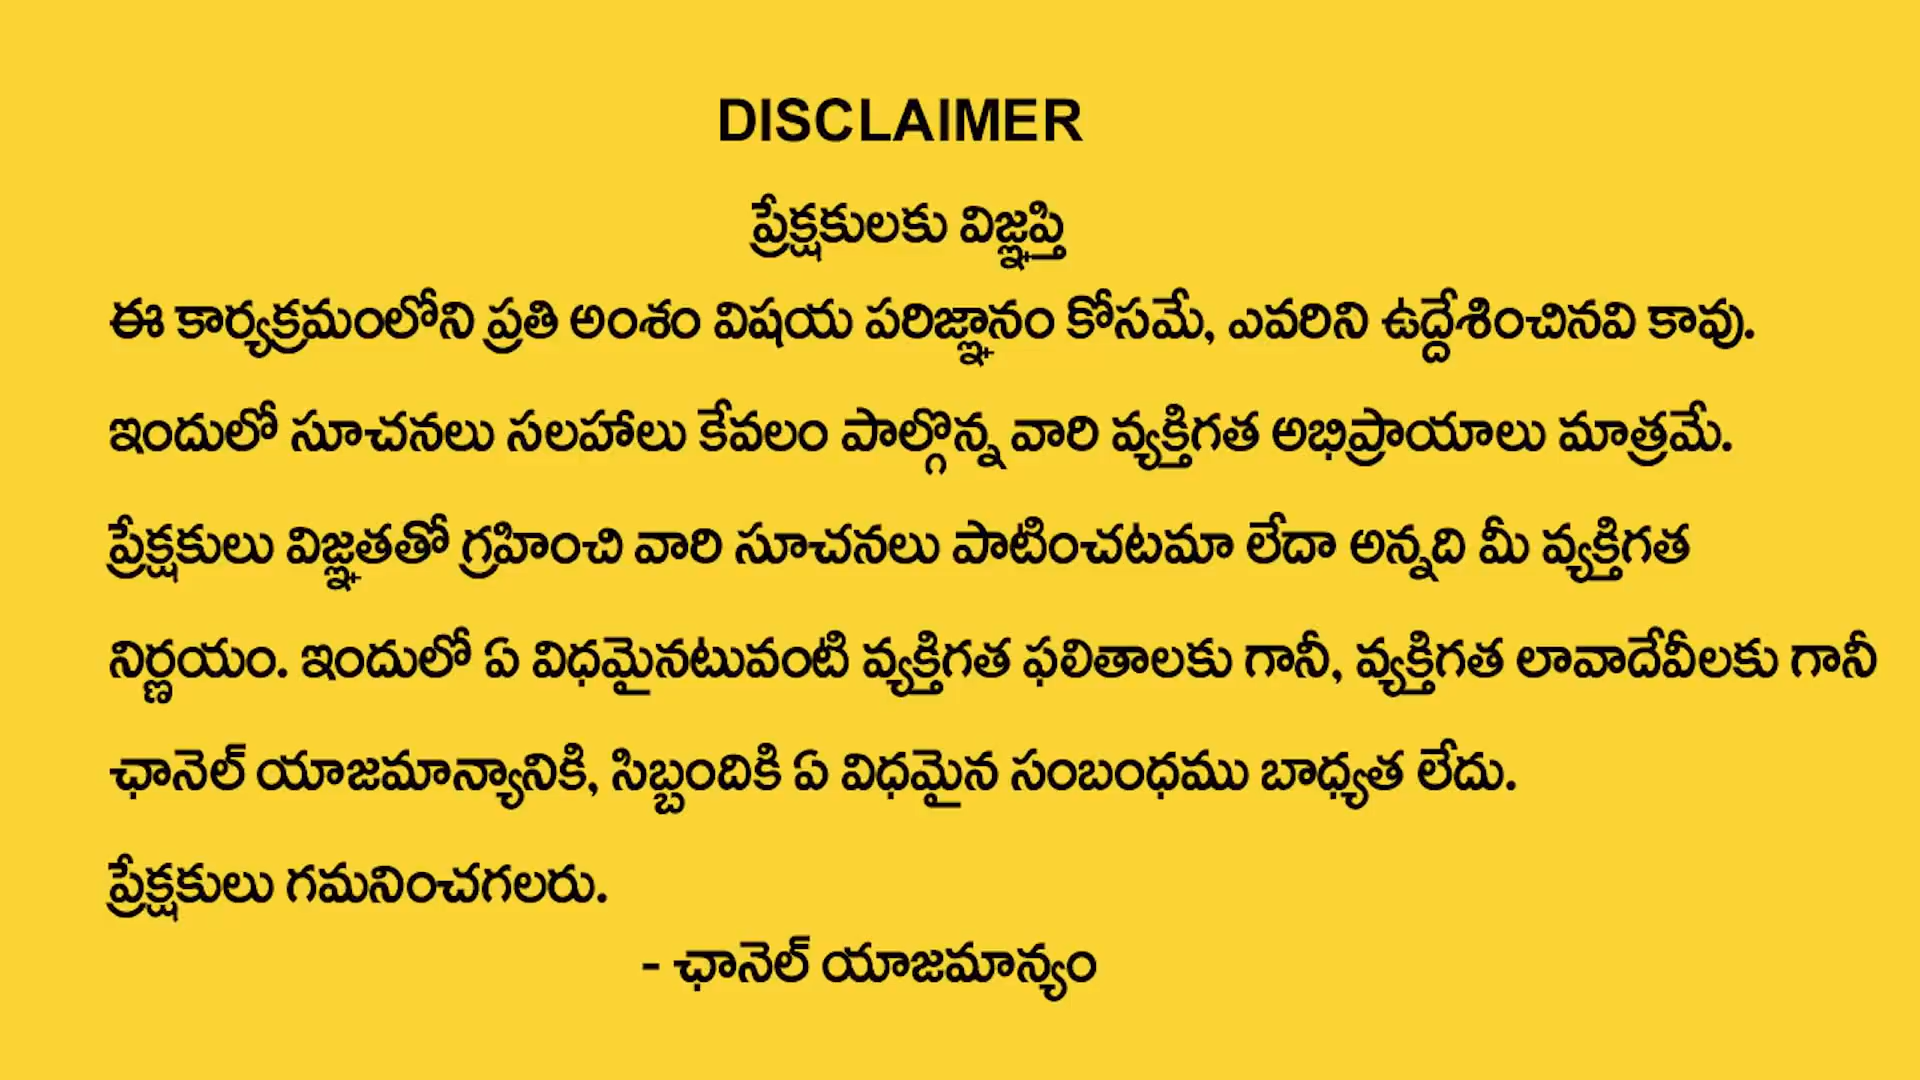 DISCLAIMER
ప్రేక్షకులకు విజ్ఞప్తి
ఈ కార్యక్రమంలోని ప్రతి అంశం విషయ పరిజ్ఞానం కోసమే, ఎవరిని ఉద్దేశించినవి కావు.
ఇందులో సూచనలు సలహాలు కేవలం పాల్గొన్న వారి వ్యక్తిగత అభిప్రాయాలు మాత్రమే.
ప్రేక్షకులు విజ్ఞతతో గ్రహించి వారి సూచనలు పాటించటమా లేదా అన్నది మీ వ్యక్తిగత
నిర్ణయం. ఇందులో ఏ విధమైనటువంటి వ్యక్తిగత ఫలితాలకు గానీ, వ్యక్తిగత లావాదేవీలకు గానీ
ఛానెల్ యాజమాన్యానికి, సిబ్బందికి ఏ విధమైన సంబంధము బాధ్యత లేదు.
ప్రేక్షకులు గమనించగలరు.
- ఛానెల్ యాజమాన్యం